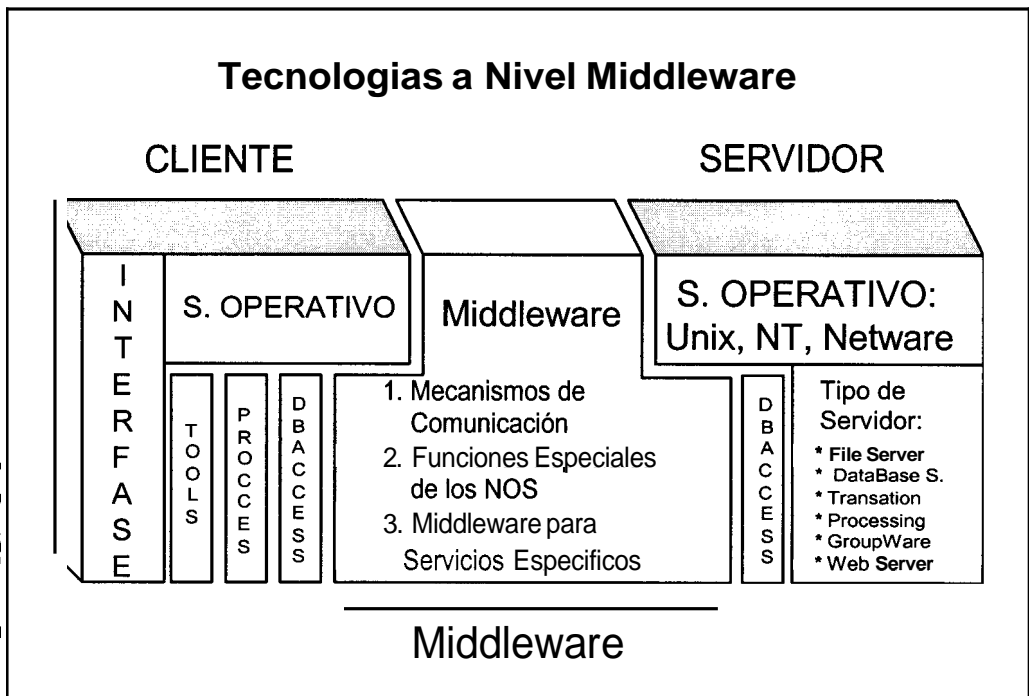 Tecnologias a Nivel Middleware
CLIENTE
SERVIDOR
INTERFASE
S. OPERATIVO
TOOLS
PROCCES
DBACCESS
Middleware
1. Mecanismos de
Comunicación
2. Funciones Especiales
de los NOS
3. Middleware para
Servicios Especificos
S. OPERATIVO:
Unix, NT, Netware
DBACCESS
Tipo de
Servidor:
* File Server
* DataBase S.
* Transation
* Processing
* GroupWare
* Web Server
Middleware